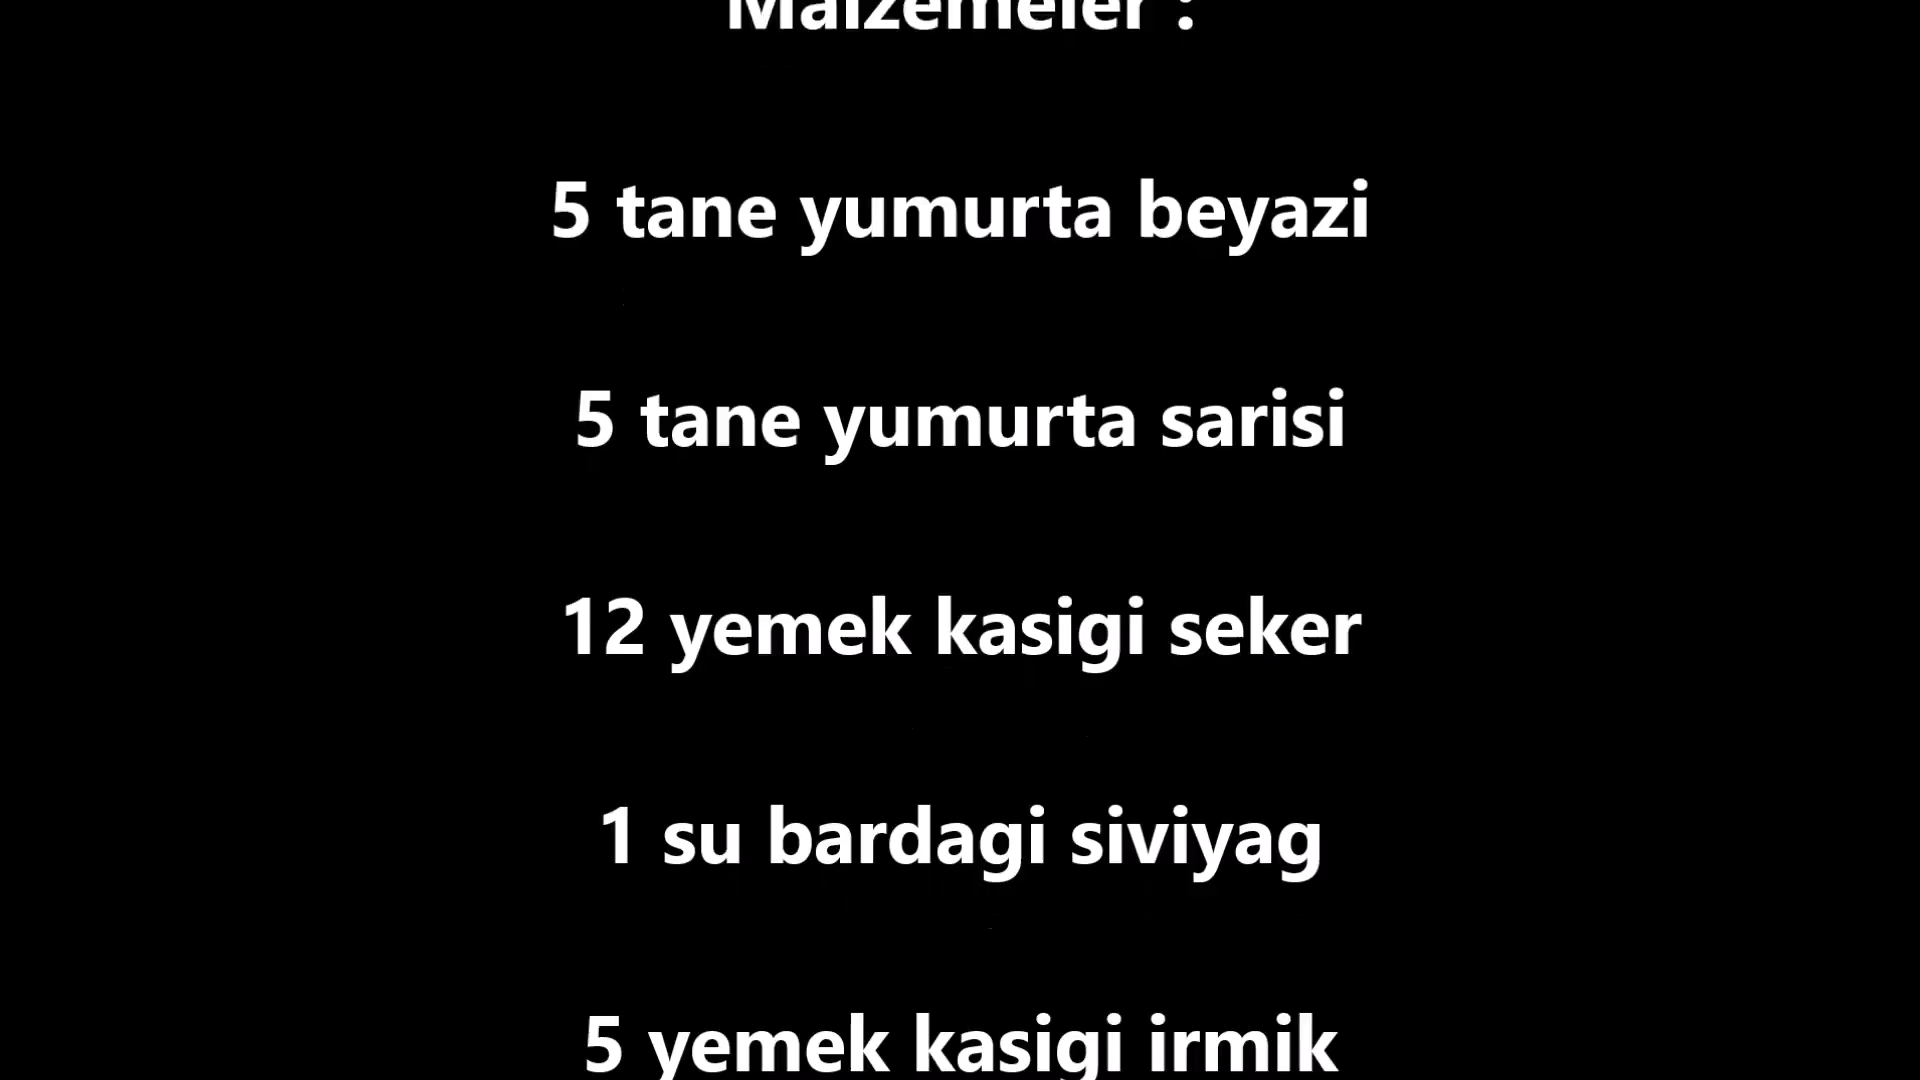 Malzemeler :
5 tane yumurta beyazi
5 tane yumurta sarisi
12 yemek kasigi seker
1 su bardagi siviyag
5 yemek kasigi irmik